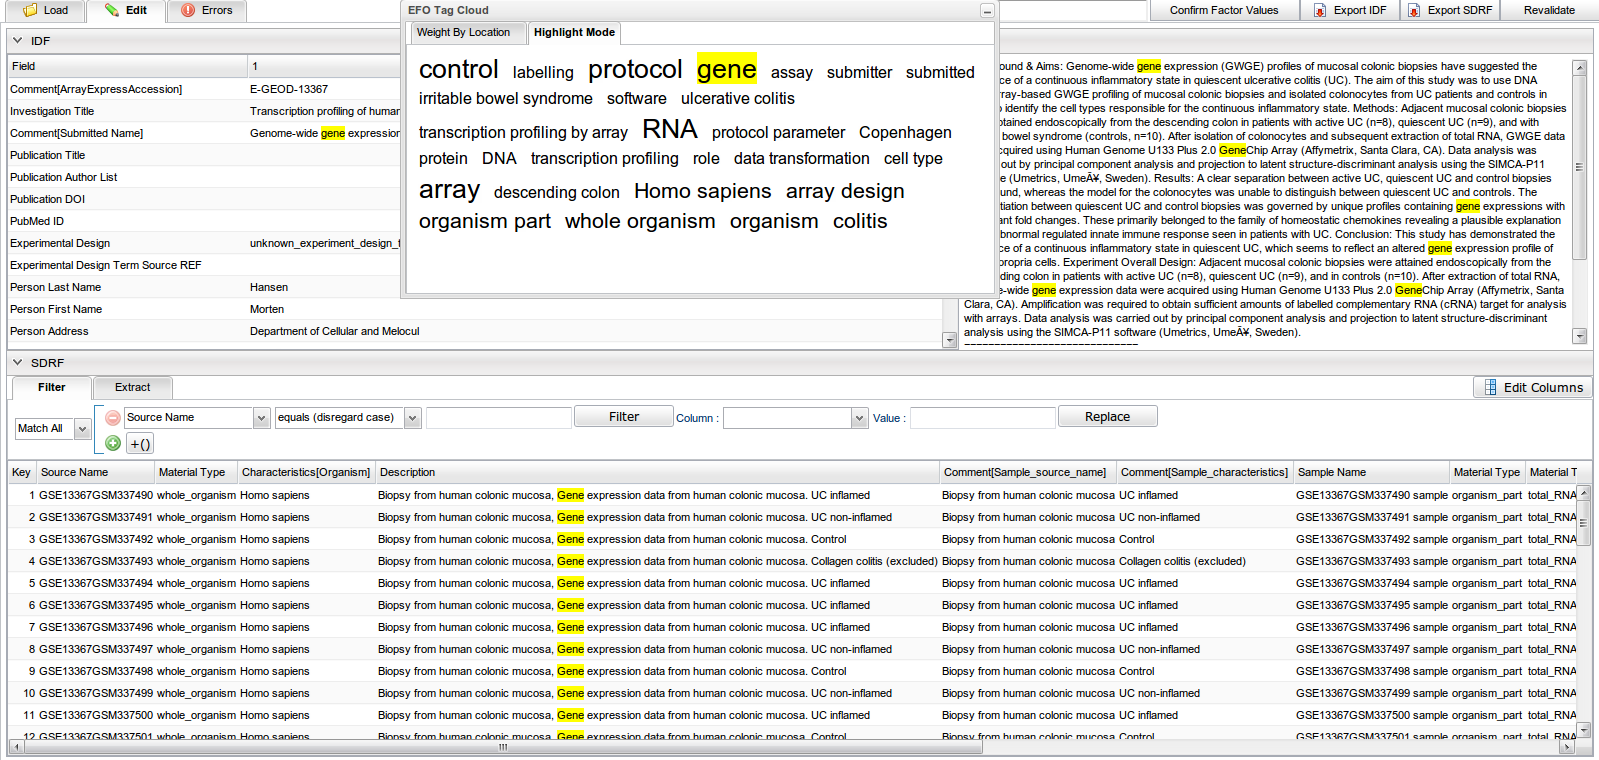 Load
Edit
Errors
EFO Tag Cloud
Confirm Factor Values
Export IDF
Export SDRF
Revalidate
Weight By Location
Highlight Mode
control labelling protocol gene assay submitter submitted
irritable bowel syndrome software ulcerative colitis
transcription profiling by array RNA protocol parameter Copenhagen
protein DNA transcription profiling role data transformation cell type
array descending colon Homo sapiens array design
organism part whole organism organism colitis
IDF
Field 1
Comment[ArrayExpressAccession] E-GEOD-13367
Investigation Title Transcription profiling of human
Comment[Submitted Name] Genome-wide gene expression
Publication Title
Publication Author List
Publication DOI
PubMed ID
Experimental Design unknown_experiment_design_
Experimental Design Term Source REF
Person Last Name Hansen
Person First Name Morten
Person Address Department of Cellular and Melocul
& Aims: Genome-wide gene expression (GWGE) profiles of mucosal colonic biopsies have suggested the
of a continuous inflammatory state in quiescent ulcerative colitis (UC). The aim of this study was to use DNA
based GWGE profiling of mucosal colonic biopsies and isolated colonocytes from UC patients and controls in
identify the cell types responsible for the continuous inflammatory state. Methods: Adjacent mucosal colonic biopsies
endoscopically from the descending colon in patients with active UC (n=8), quiescent UC (n=9), and with
bowel syndrome (controls, n=10). After isolation of colonocytes and subsequent extraction of total RNA, GWGE data
using Human Genome U133 Plus 2.0 GeneChip Array (Affymetrix, Santa Clara, CA). Data analysis was
out by principal component analysis and projection to latent structure-discriminant analysis using the SIMCA-P11
(Umetrics, UmeÃ¥, Sweden). Results: A clear separation between active UC, quiescent UC and control biopsies
whereas the model for the colonocytes was unable to distinguish between quiescent UC and controls. The
between quiescent UC and control biopsies was governed by unique profiles containing gene expressions with
fold changes. These primarily belonged to the family of homeostatic chemokines revealing a plausible explanation
regulated innate immune response seen in patients with UC. Conclusion: This study has demonstrated the
of a continuous inflammatory state in quiescent UC, which seems to reflect an altered gene expression profile of
cells. Experiment Overall Design: Adjacent mucosal colonic biopsies were attained endoscopically from the
colon in patients with active UC (n=8), quiescent UC (n=9), and in controls (n=10). After extraction of total RNA,
-wide gene expression data were acquired using Human Genome U133 Plus 2.0 GeneChip Array (Affymetrix, Santa
Clara, CA). Amplification was required to obtain sufficient amounts of labelled complementary RNA (cRNA) target for analysis
with arrays. Data analysis was carried out by principal component analysis and projection to latent structure-discriminant
analysis using the SIMCA-P11 software (Umetrics, UmeÃ¥, Sweden).
SDRF
Filter
Extract
Edit Columns
Match All
Source Name
equals (disregard case)
Filter
Column :
Value :
Replace
+()
Key Source Name Material Type Characteristics[Organism] Description Comment[Sample_source_name] Comment[Sample_characteristics] Sample Name Material Type Material T
1 GSE13367GSM337490 whole_organism Homo sapiens Biopsy from human colonic mucosa, Gene expression data from human colonic mucosa. UC inflamed Biopsy from human colonic mucosa UC inflamed GSE13367GSM337490 sample organism_part total_RNA
2 GSE13367GSM337491 whole_organism Homo sapiens Biopsy from human colonic mucosa, Gene expression data from human colonic mucosa. UC non-inflamed Biopsy from human colonic mucosa UC non-inflamed GSE13367GSM337491 sample organism_part total_RNA
3 GSE13367GSM337492 whole_organism Homo sapiens Biopsy from human colonic mucosa, Gene expression data from human colonic mucosa. Control Biopsy from human colonic mucosa Control GSE13367GSM337492 sample organism_part total_RNA
4 GSE13367GSM337493 whole_organism Homo sapiens Biopsy from human colonic mucosa, Gene expression data from human colonic mucosa. Collagen colitis (excluded) Biopsy from human colonic mucosa Collagen colitis (excluded) GSE13367GSM337493 sample organism_part total_RNA
5 GSE13367GSM337494 whole_organism Homo sapiens Biopsy from human colonic mucosa, Gene expression data from human colonic mucosa. UC inflamed Biopsy from human colonic mucosa UC inflamed GSE13367GSM337494 sample organism_part total_RNA
6 GSE13367GSM337495 whole_organism Homo sapiens Biopsy from human colonic mucosa, Gene expression data from human colonic mucosa. UC inflamed Biopsy from human colonic mucosa UC inflamed GSE13367GSM337495 sample organism_part total_RNA
7 GSE13367GSM337496 whole_organism Homo sapiens Biopsy from human colonic mucosa, Gene expression data from human colonic mucosa. UC inflamed Biopsy from human colonic mucosa UC inflamed GSE13367GSM337496 sample organism_part total_RNA
8 GSE13367GSM337497 whole_organism Homo sapiens Biopsy from human colonic mucosa, Gene expression data from human colonic mucosa. UC non-inflamed Biopsy from human colonic mucosa UC non-inflamed GSE13367GSM337497 sample organism_part total_RNA
9 GSE13367GSM337498 whole_organism Homo sapiens Biopsy from human colonic mucosa, Gene expression data from human colonic mucosa. Control Biopsy from human colonic mucosa Control GSE13367GSM337498 sample organism_part total_RNA
10 GSE13367GSM337499 whole_organism Homo sapiens Biopsy from human colonic mucosa, Gene expression data from human colonic mucosa. UC non-inflamed Biopsy from human colonic mucosa UC non-inflamed GSE13367GSM337499 sample organism_part total_RNA
11 GSE13367GSM337500 whole_organism Homo sapiens Biopsy from human colonic mucosa, Gene expression data from human colonic mucosa. UC inflamed Biopsy from human colonic mucosa UC inflamed GSE13367GSM337500 sample organism_part total_RNA
12 GSE13367GSM337501 whole_organism Homo sapiens Biopsy from human colonic mucosa, Gene expression data from human colonic mucosa. Control Biopsy from human colonic mucosa Control GSE13367GSM337501 sample organism_part total_RNA